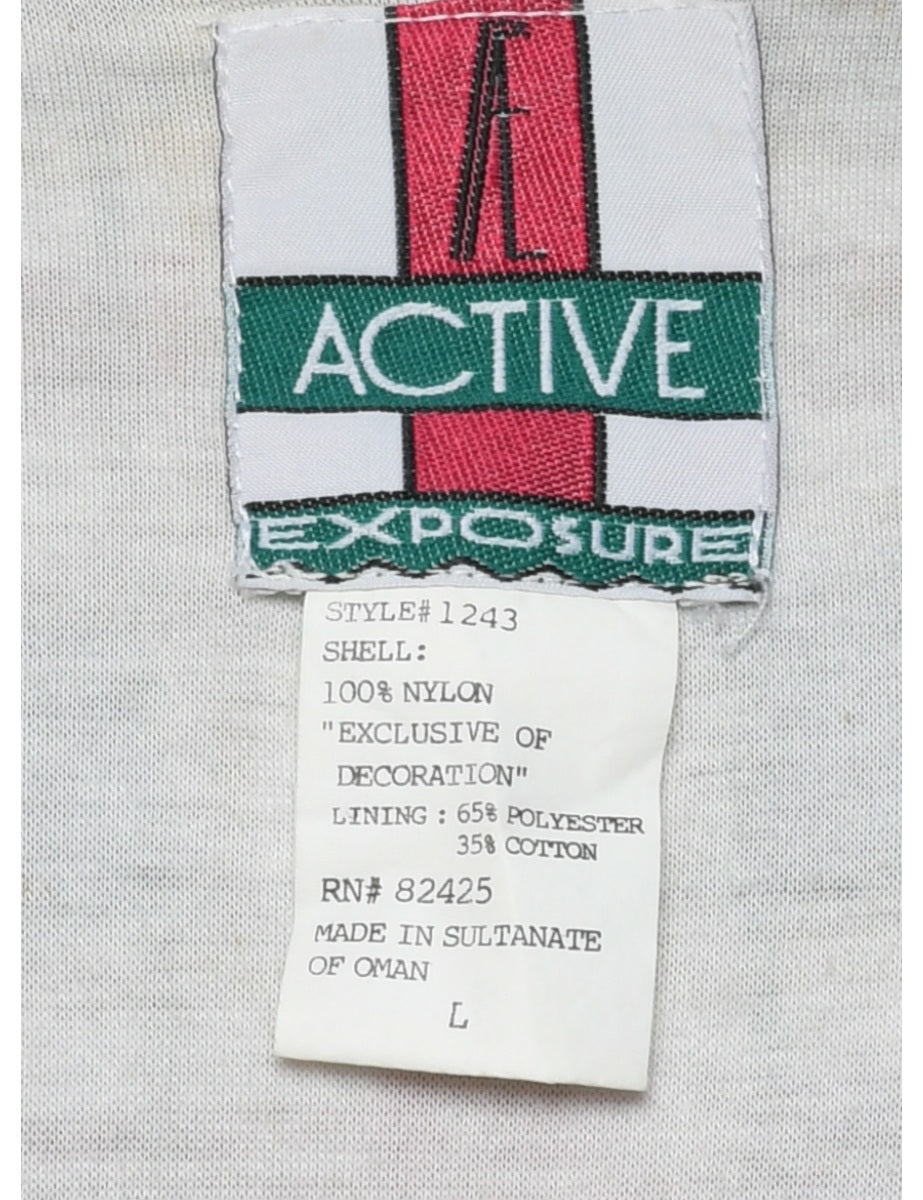 AE
ACTIVE
EXPOSURE
STYLE# 1243
SHELL:
100% NYLON
"EXCLUSIVE OF
DECORATION"
LINING : 65% POLYESTER
35% COTTON
RN# 82425
MADE IN SULTANATE
OF OMAN
L